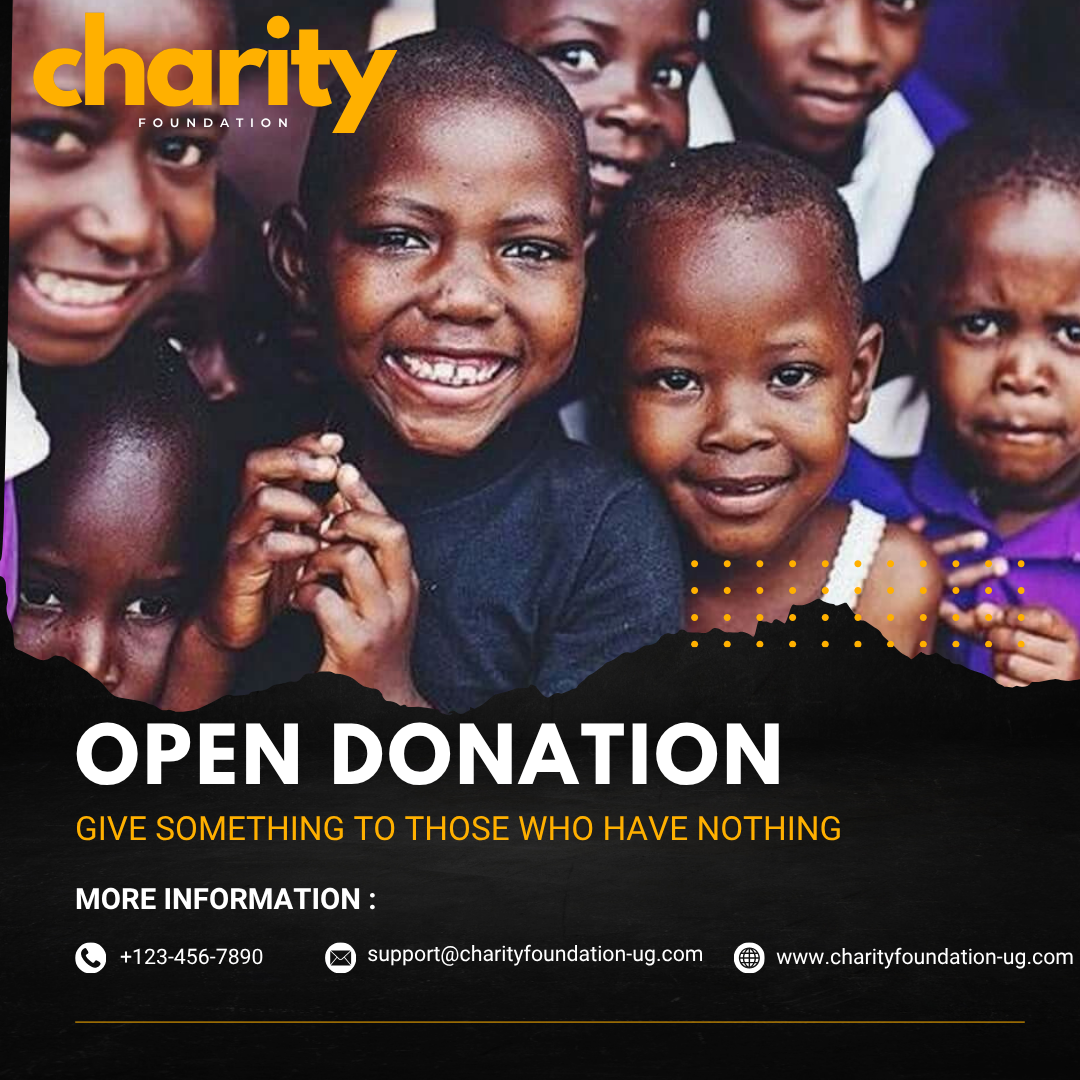 charity
FOUNDATION
OPEN DONATION
GIVE SOMETHING TO THOSE WHO HAVE NOTHING
MORE INFORMATION :
+123-456-7890
support@charityfoundation-ug.com
www.charityfoundation-ug.com